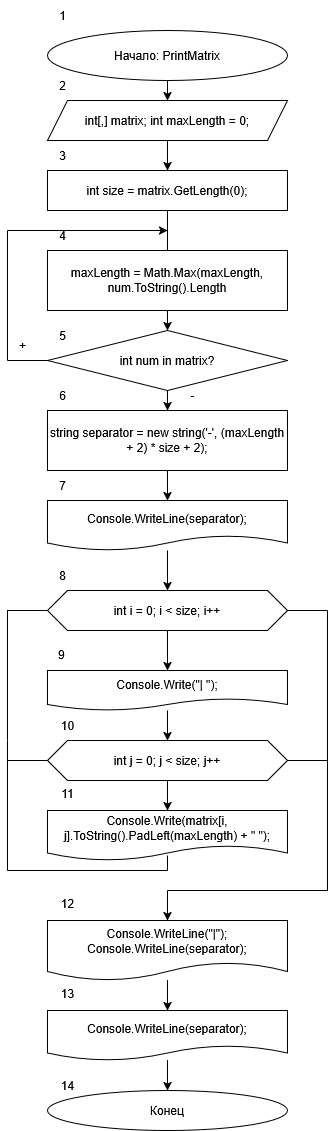 1
Начало: PrintMatrix
2
int[,] matrix; int maxLength = 0;
3
int size = matrix.GetLength(0);
4
maxLength = Math.Max(maxLength,
num.ToString().Length
5
+
int num in matrix?
6
-
string separator = new string('-', (maxLength
+ 2) * size + 2);
7
Console.WriteLine(separator);
8
int i = 0; i < size; i++
9
Console.Write("| ");
10
int j = 0; j < size; j++
11
Console.Write(matrix[i,
j].ToString().PadLeft(maxLength) + " ");
12
Console.WriteLine("|");
Console.WriteLine(separator);
13
Console.WriteLine(separator);
14
Конец